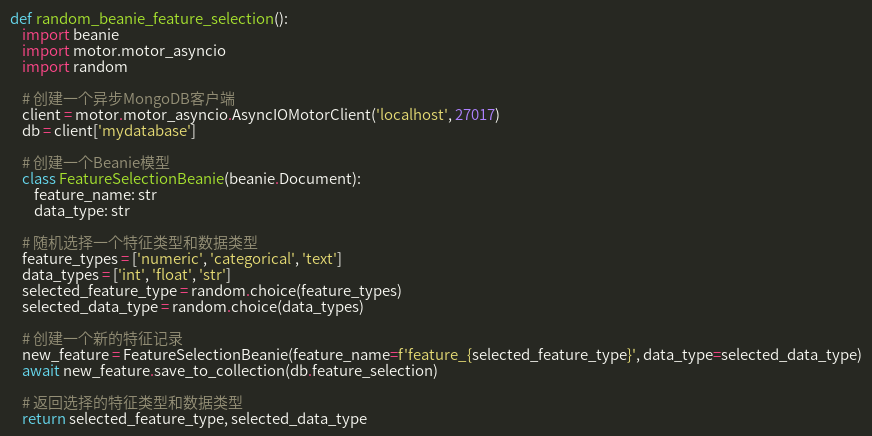 def random_beanie_feature_selection():
    import beanie
    import motor.motor_asyncio
    import random

    # 创建一个异步MongoDB客户端
    client = motor.motor_asyncio.AsyncIOMotorClient('localhost', 27017)
    db = client['mydatabase']

    # 创建一个Beanie模型
    class FeatureSelectionBeanie(beanie.Document):
        feature_name: str
        data_type: str

    # 随机选择一个特征类型和数据类型
    feature_types = ['numeric', 'categorical', 'text']
    data_types = ['int', 'float', 'str']
    selected_feature_type = random.choice(feature_types)
    selected_data_type = random.choice(data_types)

    # 创建一个新的特征记录
    new_feature = FeatureSelectionBeanie(feature_name=f'feature_{selected_feature_type}', data_type=selected_data_type)
    await new_feature.save_to_collection(db.feature_selection)

    # 返回选择的特征类型和数据类型
    return selected_feature_type, selected_data_type